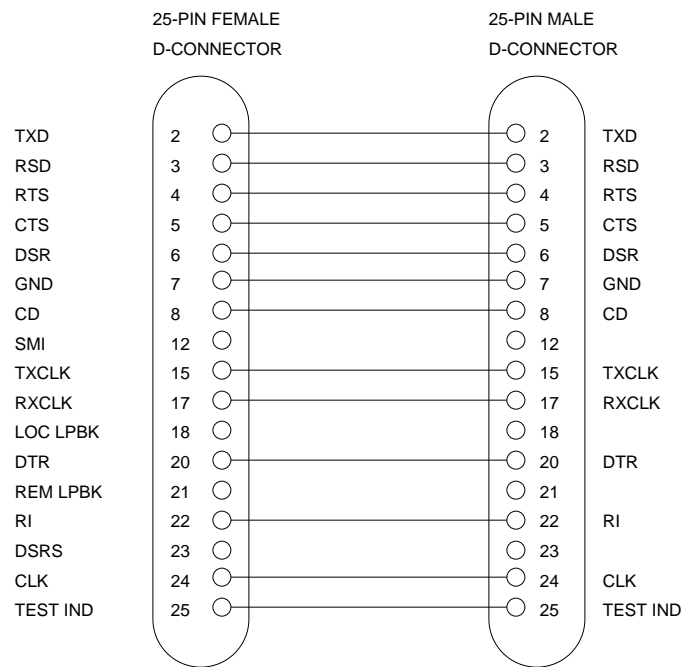 25-PIN FEMALE 25-PIN MALE
D-CONNECTOR D-CONNECTOR
TXD 2 2 TXD
RSD 3 3 RSD
RTS 4 4 RTS
CTS 5 5 CTS
DSR 6 6 DSR
GND 7 7 GND
CD 8 8 CD
SMI 12 12
TXCLK 15 15 TXCLK
RXCLK 17 17 RXCLK
LOC LPBK 18 18
DTR 20 20 DTR
REM LPBK 21 21
RI 22 22 RI
DSRS 23 23
CLK 24 24 CLK
TEST IND 25 25 TEST IND